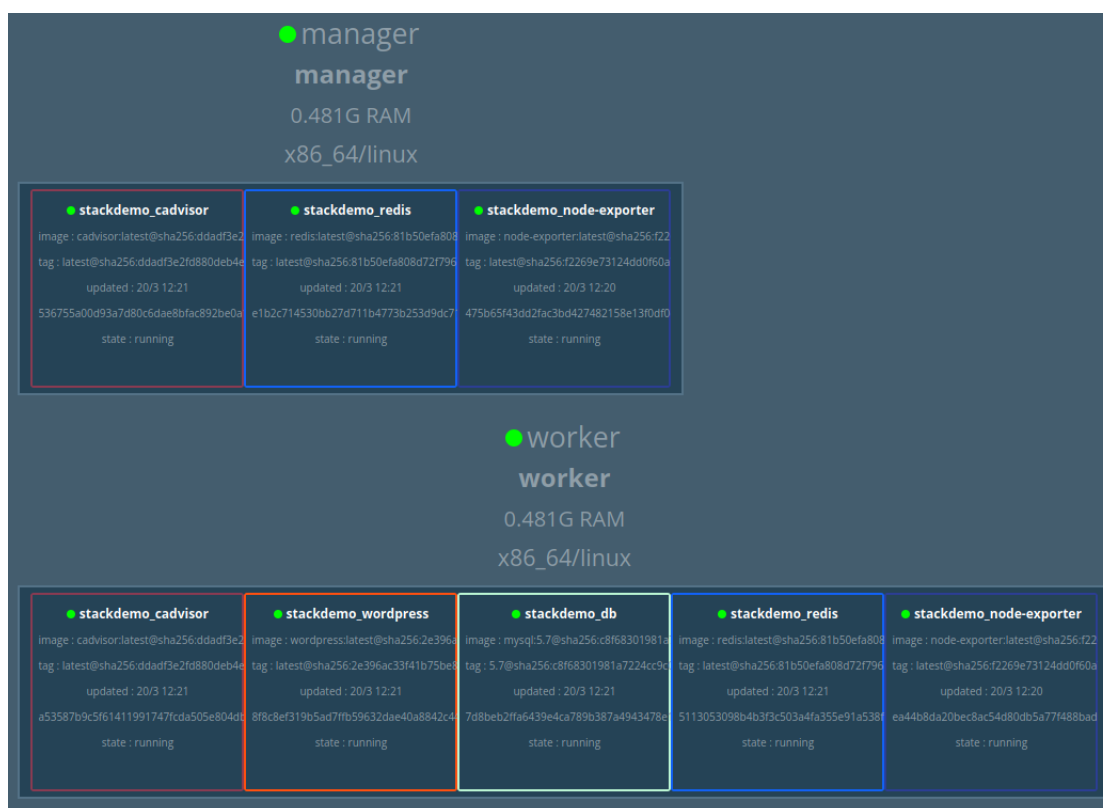 manager
manager
0.481G RAM
x86_64/linux
stackdemo_cadvisor
image : cadvisor:latest@sha256:ddadf3e2
tag : latest@sha256:ddadf3e2fd880deb4e
updated : 20/3 12:21
536755a00d93a7d80c6dae8bfac892be0a
state : running
stackdemo_redis
image : redis:latest@sha256:81b50efa808
tag : latest@sha256:81b50efa808d72f796
updated : 20/3 12:21
e1b2c714530bb27d711b4773b253d9dc7
state : running
stackdemo_node-exporter
image : node-exporter:latest@sha256:f22
tag : latest@sha256:f2269e73124dd0f60a
updated : 20/3 12:20
475b65f43dd2fac3bd427482158e13f0df0
state : running
worker
worker
0.481G RAM
x86_64/linux
stackdemo_cadvisor
image : cadvisor:latest@sha256:ddadf3e2
tag : latest@sha256:ddadf3e2fd880deb4e
updated : 20/3 12:21
a53587b9c5f61411991747fcda505e804db
state : running
stackdemo_wordpress
image : wordpress:latest@sha256:2e396a
tag : latest@sha256:2e396ac33f41b75be8
updated : 20/3 12:21
8f8c8ef319b5ad7ffb59632dae40a8842c4
state : running
stackdemo_db
image : mysql:5.7@sha256:c8f68301981a
tag : 5.7@sha256:c8f68301981a7224cc9c
updated : 20/3 12:21
7d8beb2ffa6439e4ca789b387a4943478e
state : running
stackdemo_redis
image : redis:latest@sha256:81b50efa808
tag : latest@sha256:81b50efa808d72f796
updated : 20/3 12:21
5113053098b4b3f3c503a4fa355e91a538f
state : running
stackdemo_node-exporter
image : node-exporter:latest@sha256:f22
tag : latest@sha256:f2269e73124dd0f60a
updated : 20/3 12:20
ea44b8da20bec8ac54d80db5a77f488bad
state : running